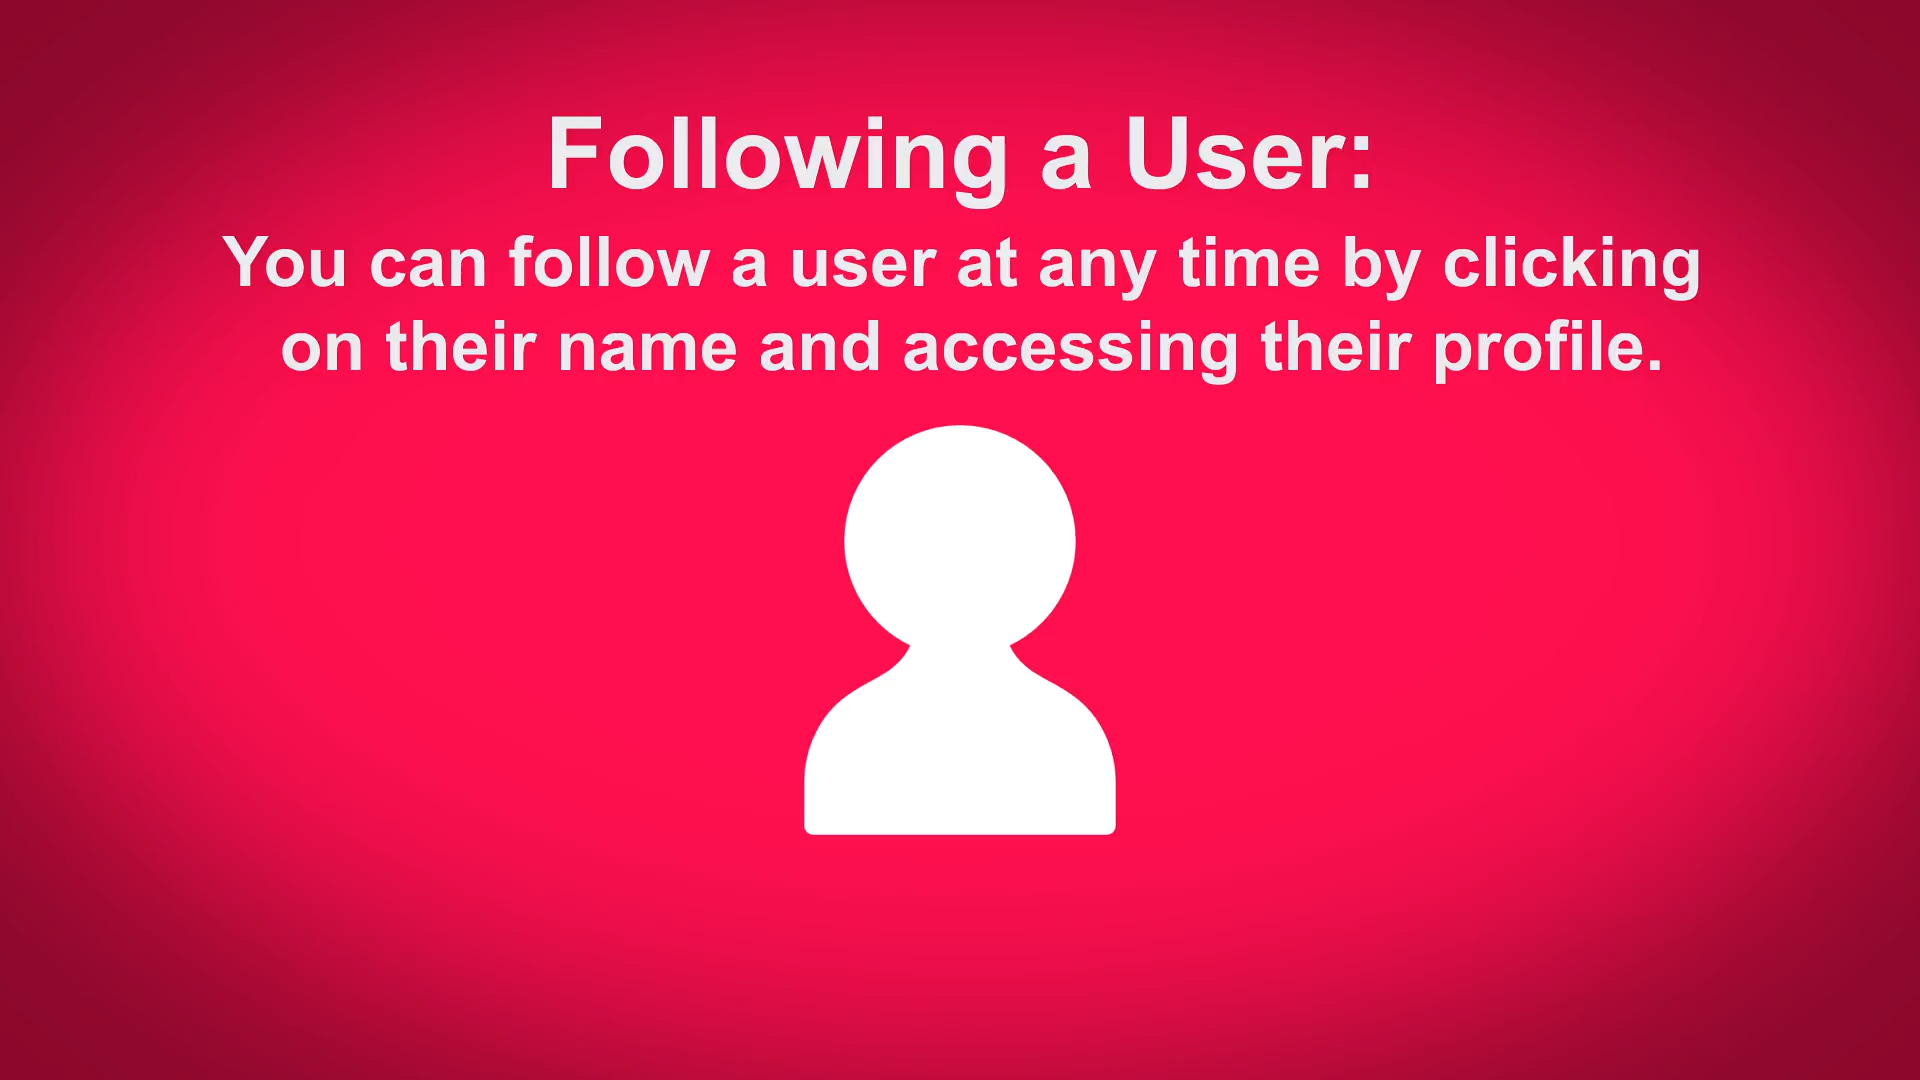 Following a User:
You can follow a user at any time by clicking
on their name and accessing their profile.